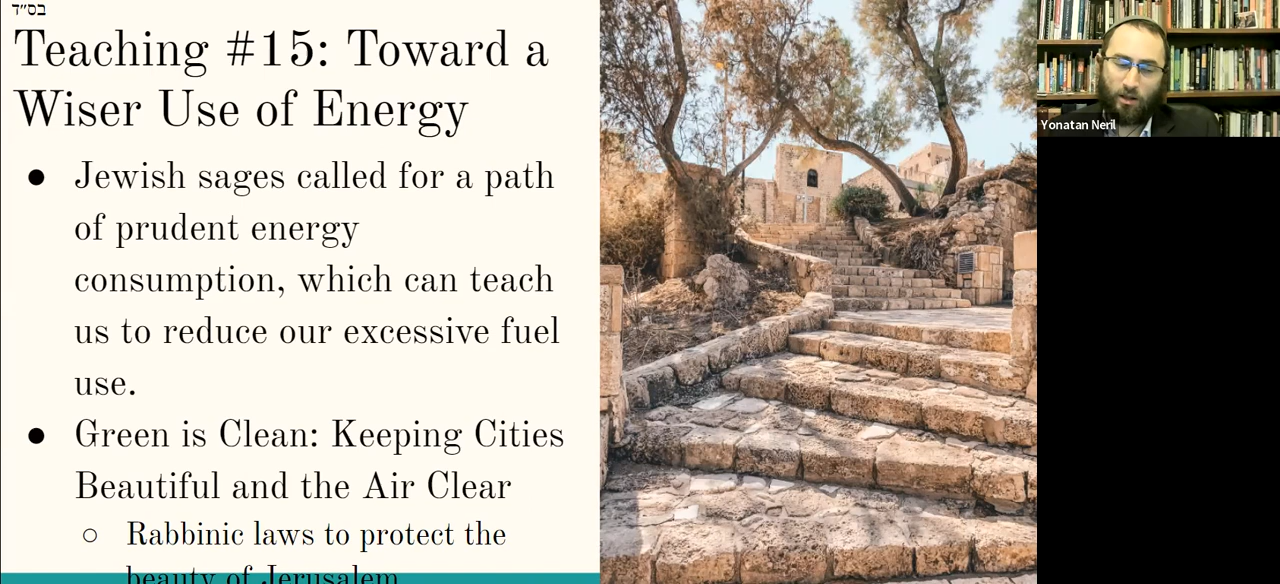 בס״ד
Teaching #15: Toward a
Wiser Use of Energy
● Jewish sages called for a path
of prudent energy
consumption, which can teach
us to reduce our excessive fuel
use.
● Green is Clean: Keeping Cities
Beautiful and the Air Clear
○ Rabbinic laws to protect the
beauty of Jerusalem
Yonatan Neril